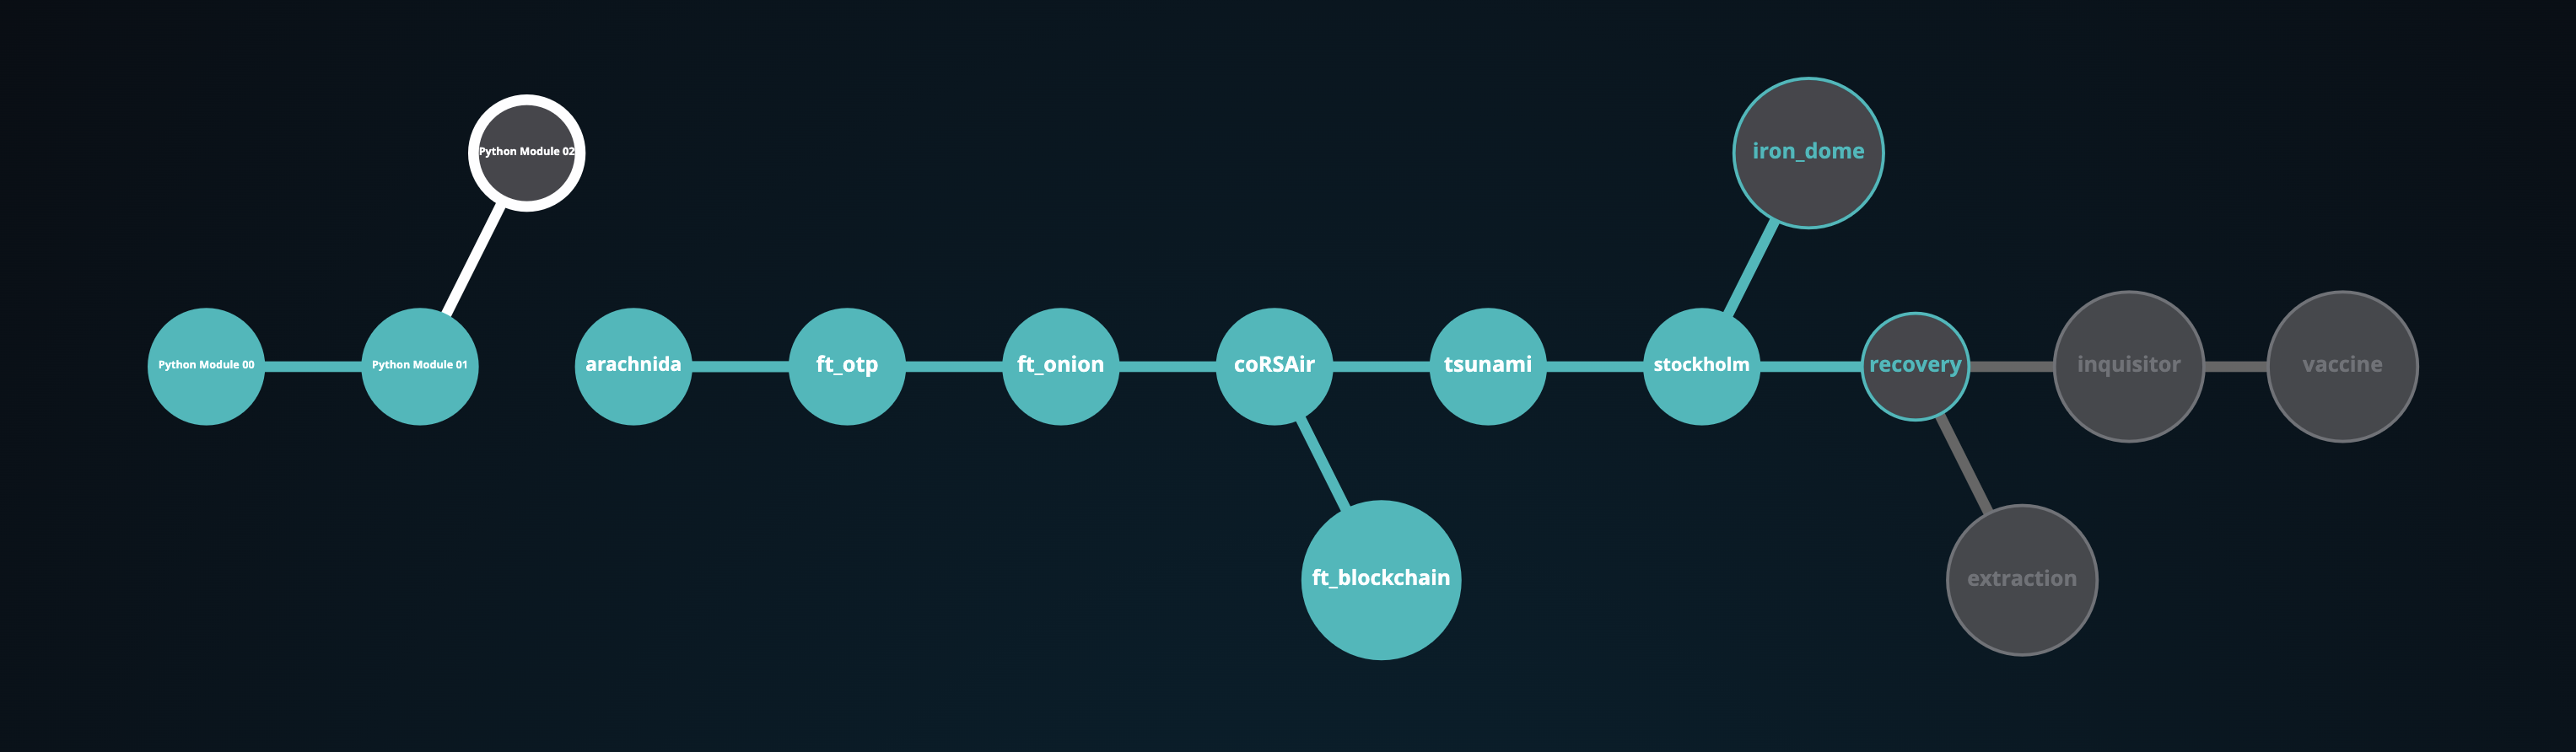 Python Module 02
iron_dome
Python Module 00
Python Module 01
arachnida
ft_otp
ft_onion
coRSAir
tsunami
stockholm
recovery
inquisitor
vaccine
ft_blockchain
extraction